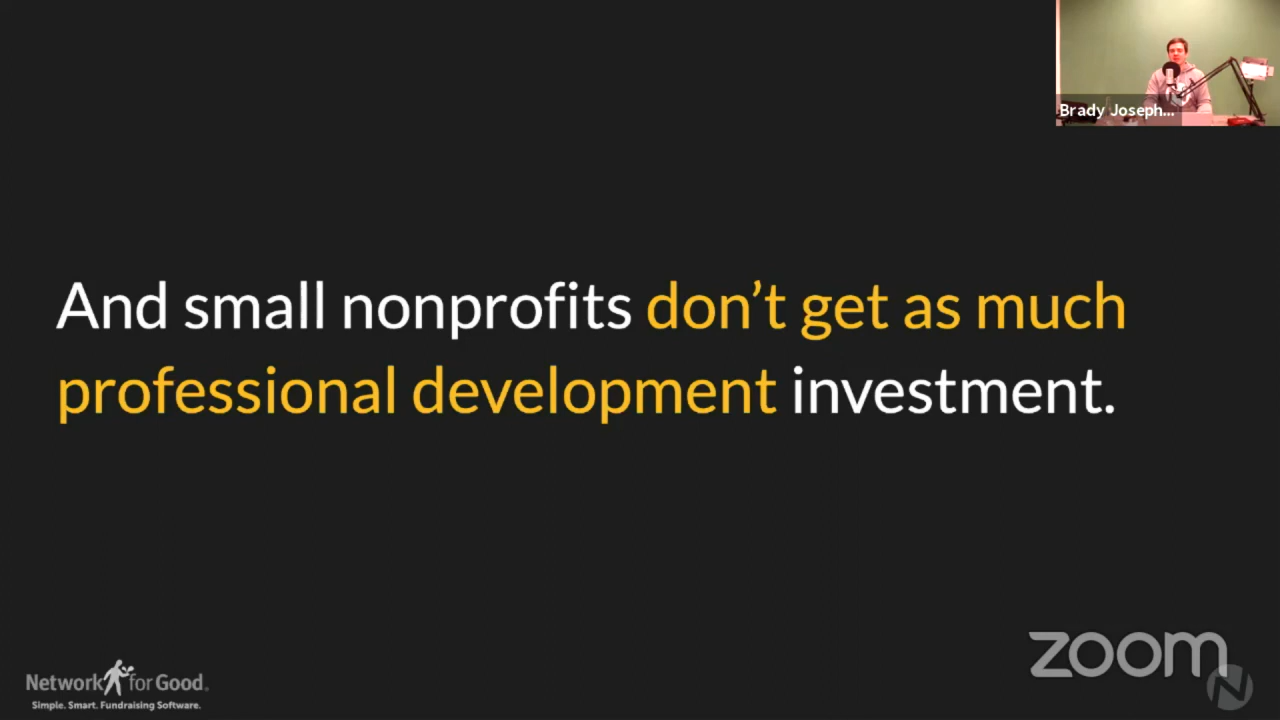 Brady Joseph...
And small nonprofits don’t get as much
professional development investment.
zoom
Network for Good.
Simple. Smart. Fundraising Software.
N